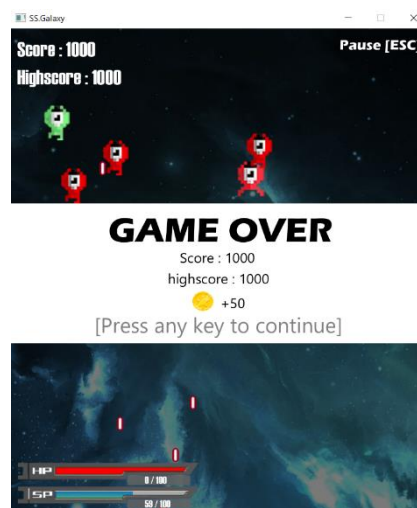 SS.Galaxy
Score : 1000
Pause [ESC]
Highscore : 1000
GAME OVER
Score : 1000
highscore : 1000
+50
[Press any key to continue]
HP
0 / 100
SP
59 / 100